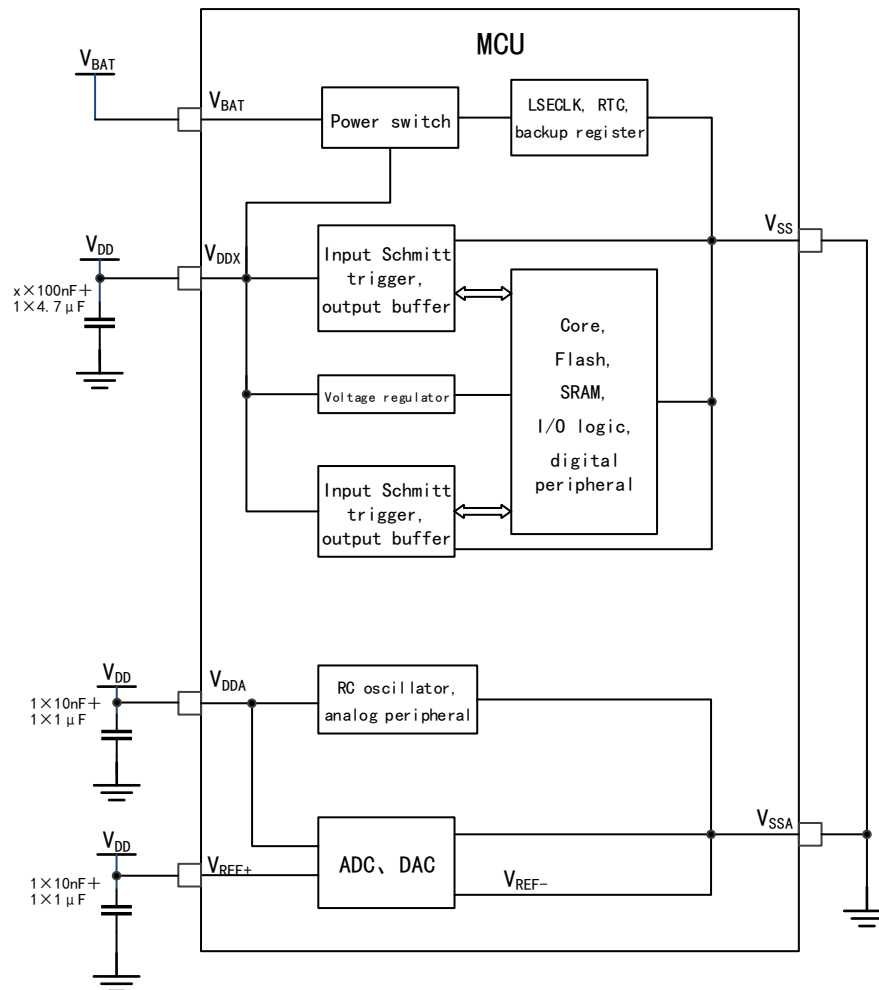 MCU
V_BAT
V_BAT
Power switch
LSECLK, RTC,
backup register
V_SS
V_DD
V_DDX
x×100nF+
1×4.7μF
Input Schmitt
trigger,
output buffer
Core,
Flash,
SRAM,
I/O logic,
digital
peripheral
Voltage regulator
Input Schmitt
trigger,
output buffer
V_DD
V_DDA
1×10nF+
1×1μF
RC oscillator,
analog peripheral
V_SSA
V_DD
V_REF+
1×10nF+
1×1μF
ADC、DAC
V_REF-